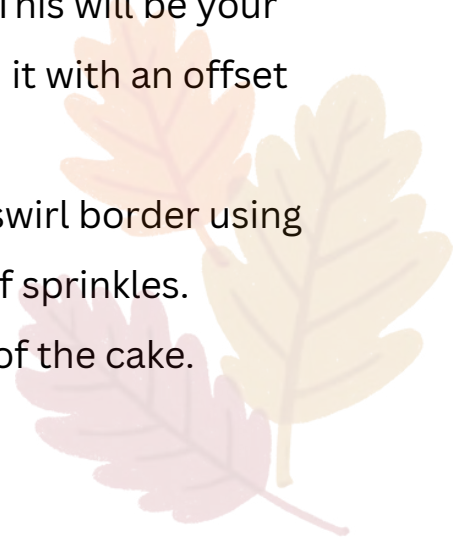 This will be your
it with an offset
swirl border using
f sprinkles.
of the cake.